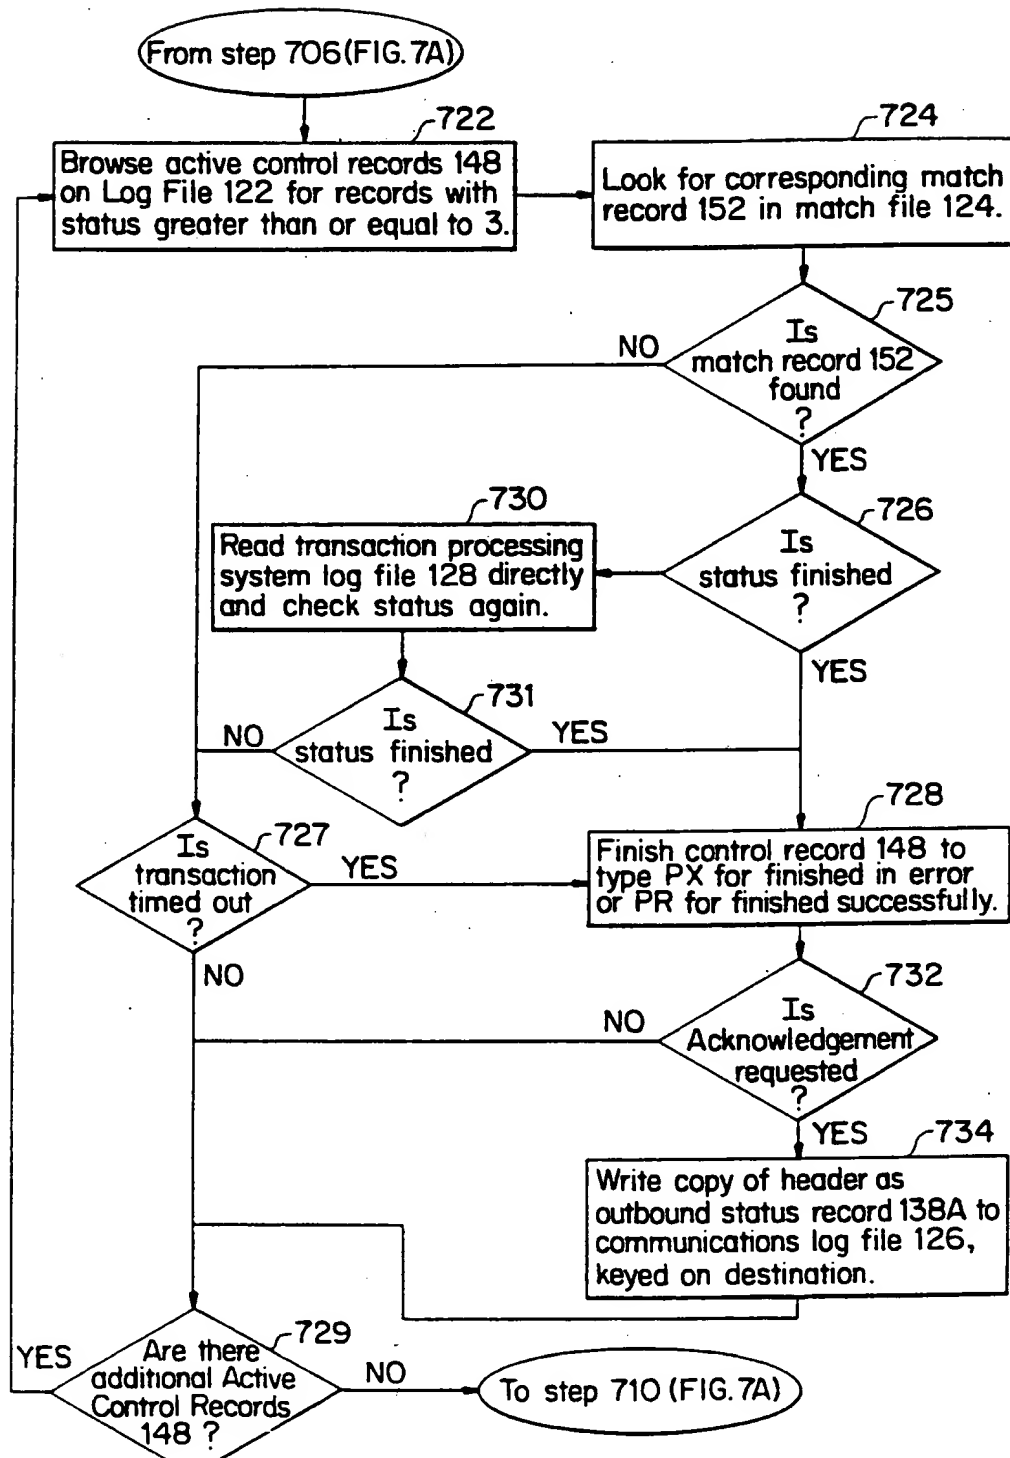 From step 706 (FIG. 7A)
722
Browse active control records 148
on Log File 122 for records with
status greater than or equal to 3.
724
Look for corresponding match
record 152 in match file 124.
725
Is
match record 152
found
?
NO
YES
726
Is
status finished
?
YES
730
Read transaction processing
system log file 128 directly
and check status again.
731
Is
status finished
?
NO
YES
727
Is
transaction
timed out
?
YES
NO
728
Finish control record 148 to
type PX for finished in error
or PR for finished successfully.
732
Is
Acknowledgement
requested
?
NO
YES
734
Write copy of header as
outbound status record 138A to
communications log file 126,
keyed on destination.
729
Are there
additional Active
Control Records
148 ?
YES
NO
To step 710 (FIG. 7A)